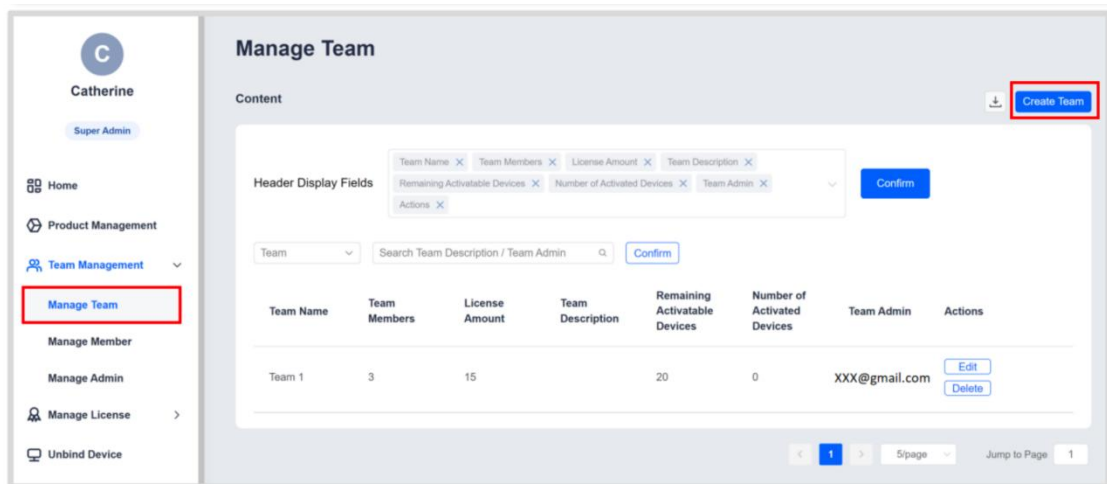 C
Catherine
Super Admin
Home
Product Management
Team Management
Manage Team
Manage Member
Manage Admin
Manage License
Unbind Device
Manage Team
Content
Create Team
Header Display Fields
Team Name × Team Members × License Amount × Team Description ×
Remaining Activatable Devices × Number of Activated Devices × Team Admin ×
Actions ×
Confirm
Team
Search Team Description / Team Admin
Confirm
Team Name Team Members License Amount Team Description Remaining Activatable Devices Number of Activated Devices Team Admin Actions
Team 1 3 15 20 0 XXX@gmail.com Edit
Delete
< 1 > 5/page Jump to Page 1